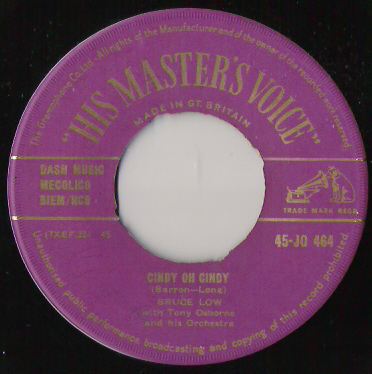 The Gramophone Co. Ltd.-All rights of the Manufacturer and of the owner of the recorded work reserved.
"HIS MASTER'S VOICE"
MADE IN GT. BRITAIN
DASH MUSIC
MECOLICO
BIEM/NCB
TRADE MARK REGD.
45
45-JO 464
CINDY OH CINDY
(Barron-Long)
BRUCE LOW
with Tony Osborne
and his Orchestra
Unauthorised public performance broadcasting and copying of this record prohibited.